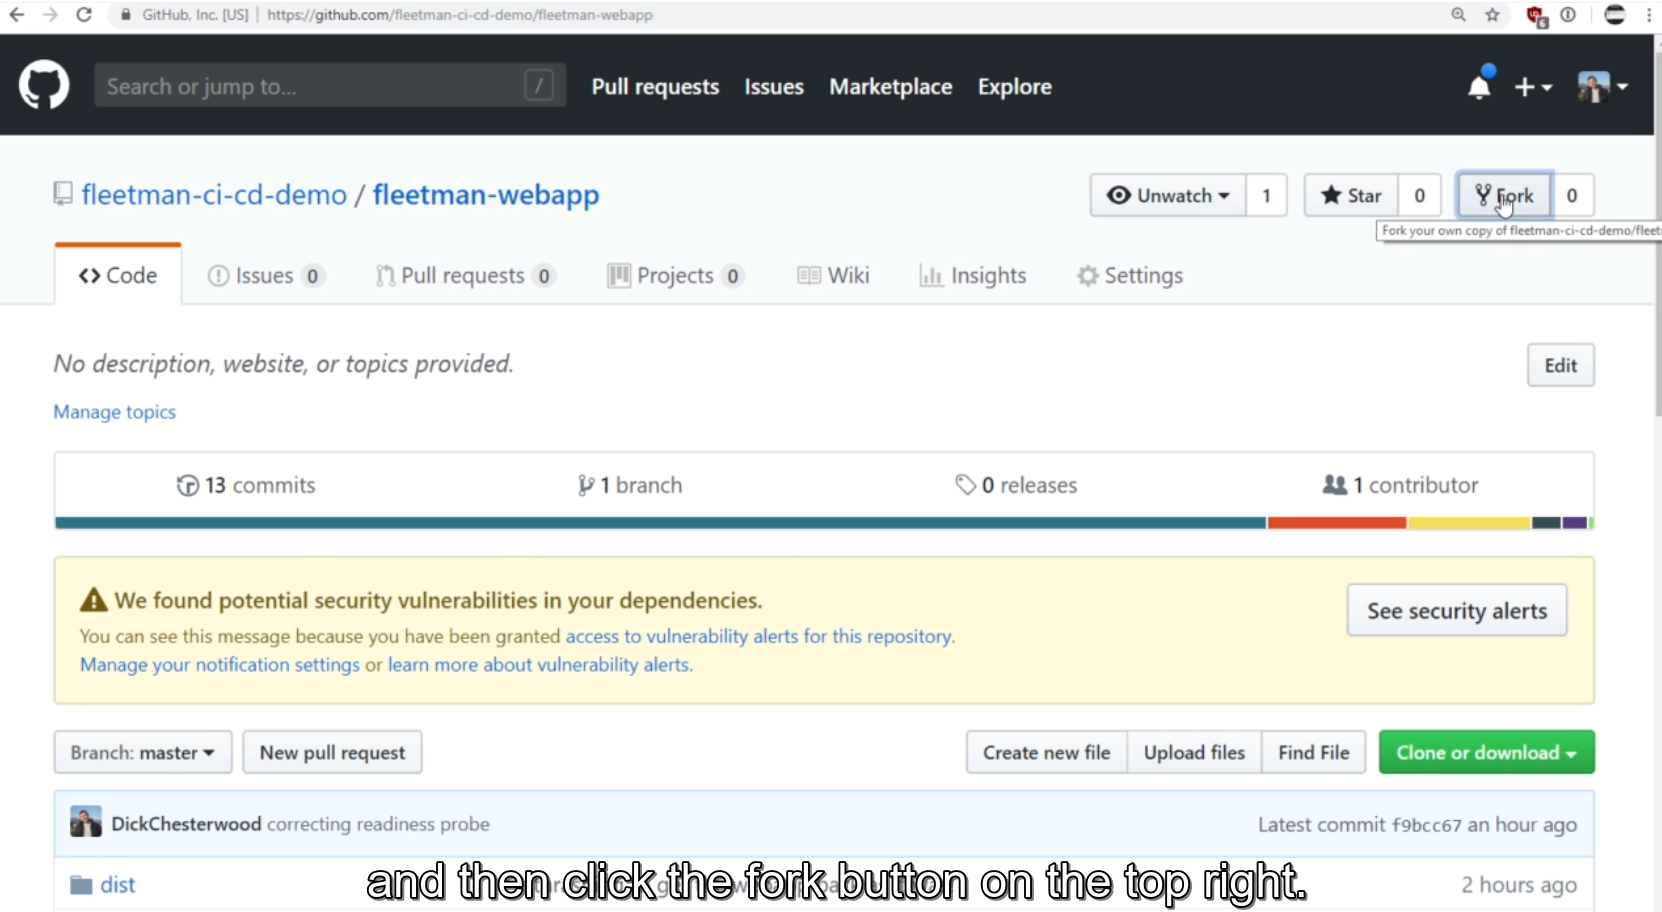 GitHub, Inc. [US] | https://github.com/fleetman-ci-cd-demo/fleetman-webapp
6
Search or jump to... /
Pull requests Issues Marketplace Explore
fleetman-ci-cd-demo / fleetman-webapp
Unwatch 1 Star 0 Fork 0
Fork your own copy of fleetman-ci-cd-demo/fleet
Code Issues 0 Pull requests 0 Projects 0 Wiki Insights Settings
No description, website, or topics provided. Edit
Manage topics
13 commits 1 branch 0 releases 1 contributor
We found potential security vulnerabilities in your dependencies.
See security alerts
You can see this message because you have been granted access to vulnerability alerts for this repository.
Manage your notification settings or learn more about vulnerability alerts.
Branch: master New pull request Create new file Upload files Find File Clone or download
DickChesterwood correcting readiness probe Latest commit f9bcc67 an hour ago
dist 2 hours ago
and then click the fork button on the top right.